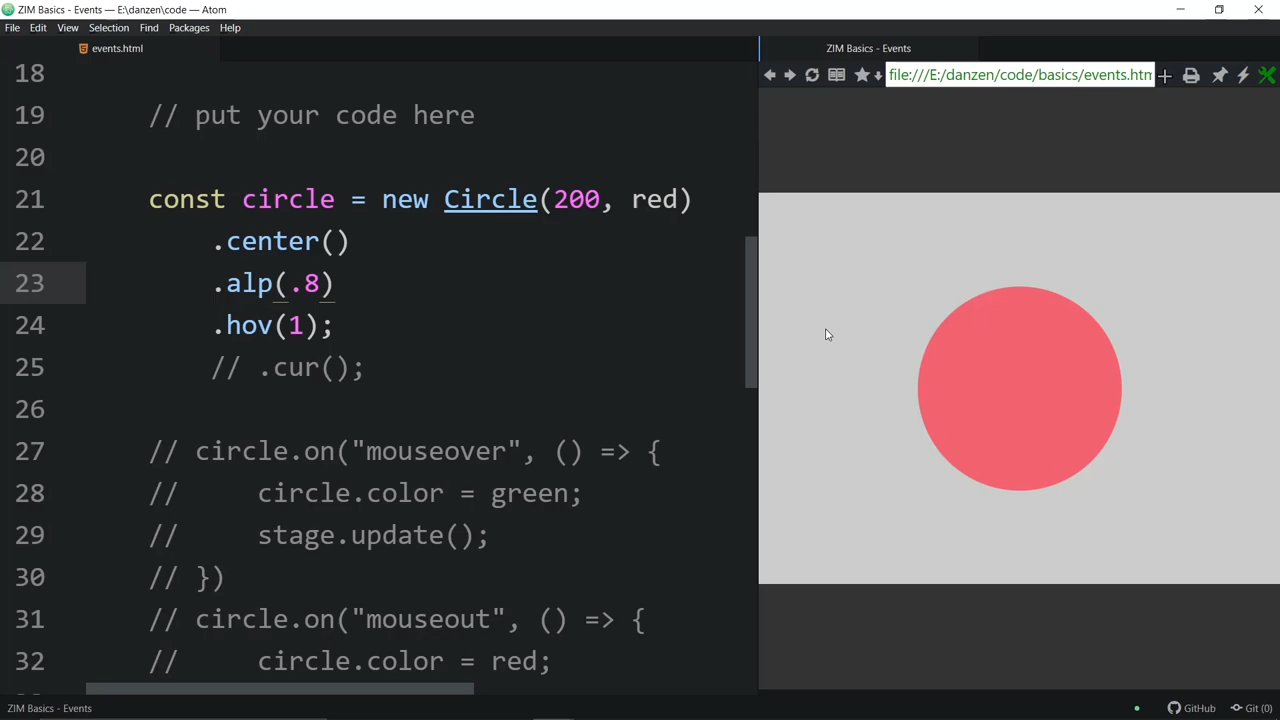 ZIM Basics - Events — E:\danzen\code — Atom
File Edit View Selection Find Packages Help
events.html
ZIM Basics - Events
file:///E:/danzen/code/basics/events.htm
18
19 // put your code here
20
21 const circle = new Circle(200, red)
22 .center()
23 .alp(.8)
24 .hov(1);
25 // .cur();
26
27 // circle.on("mouseover", () => {
28 // circle.color = green;
29 // stage.update();
30 // })
31 // circle.on("mouseout", () => {
32 // circle.color = red;
ZIM Basics - Events
GitHub Git (0)